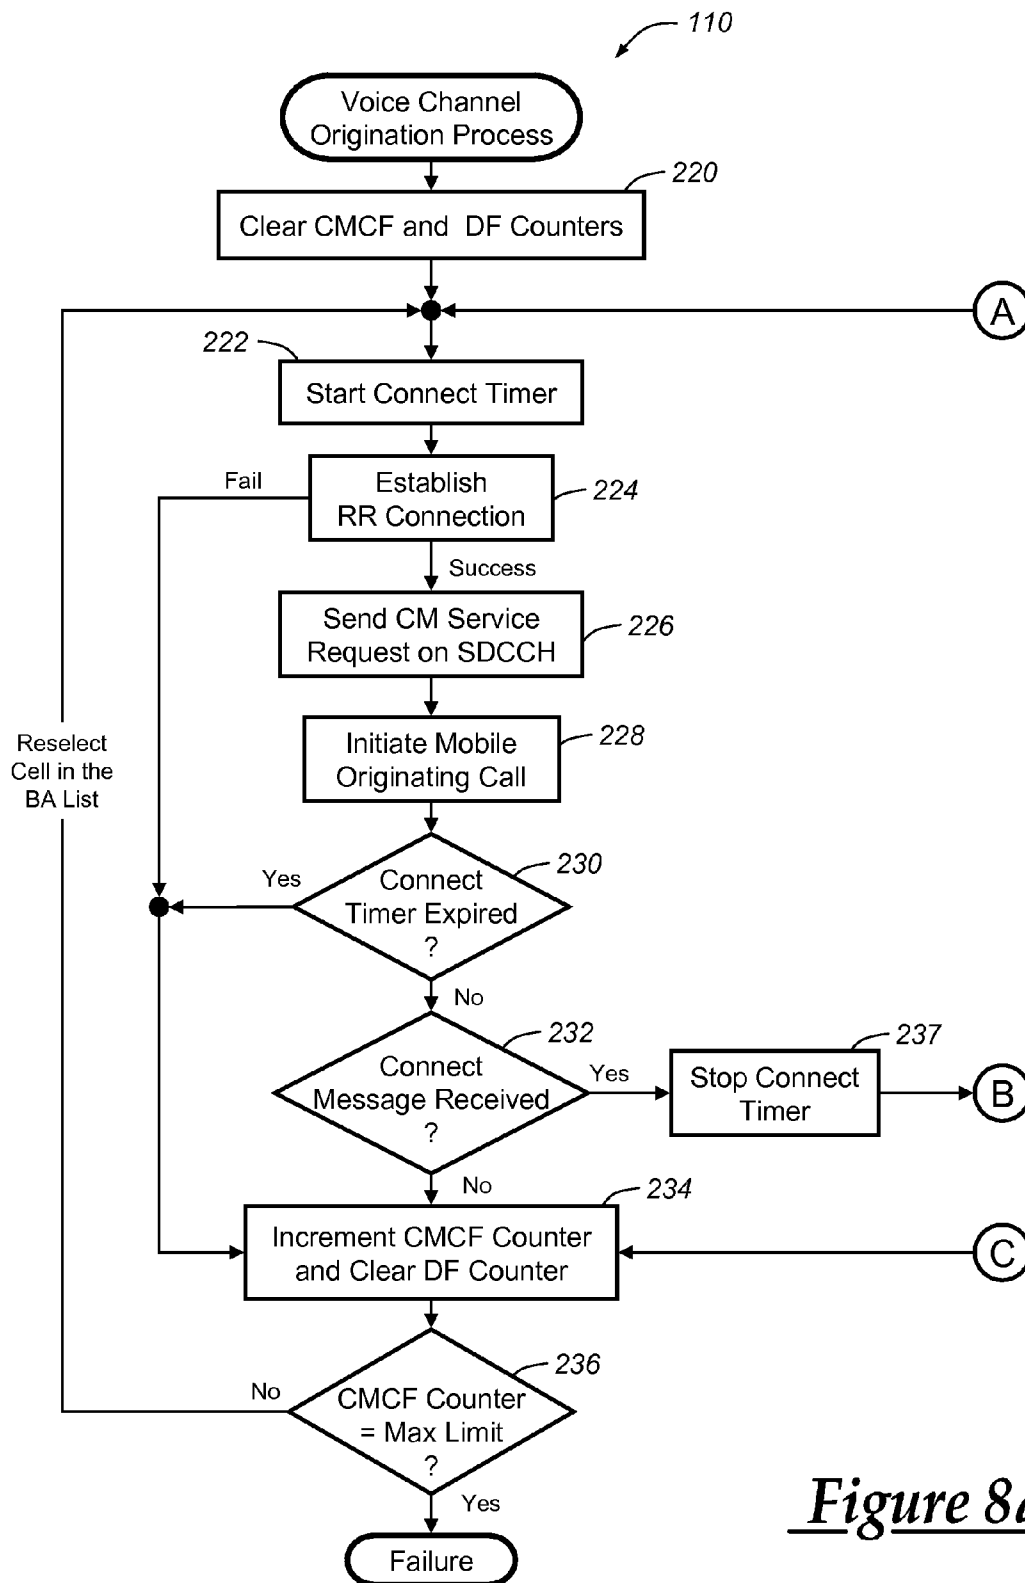 110
Voice Channel
Origination Process
220
Clear CMCF and DF Counters
A
222
Start Connect Timer
Fail
Establish
RR Connection
224
Success
Send CM Service
Request on SDCCH
226
Reselect
Cell in the
BA List
Initiate Mobile
Originating Call
228
Yes
Connect
Timer Expired
?
230
No
Connect
Message Received
?
232
Yes
237
Stop Connect
Timer
B
No
234
Increment CMCF Counter
and Clear DF Counter
C
236
No
CMCF Counter
= Max Limit
?
Yes
Failure
Figure 8a